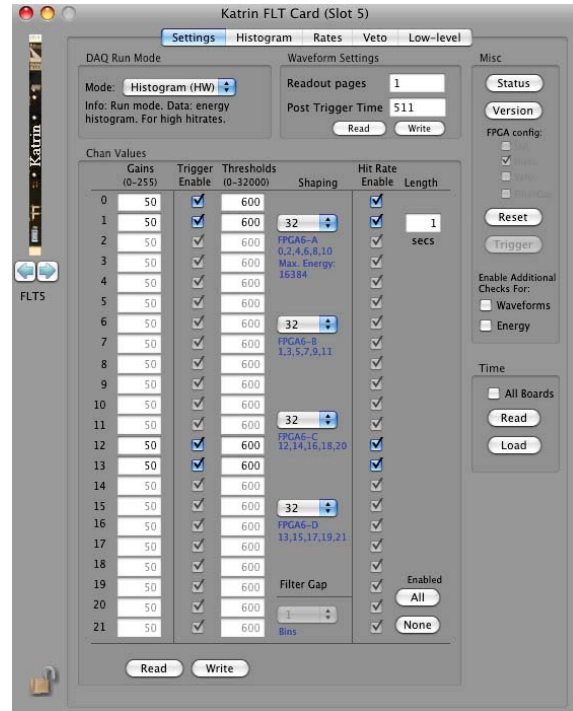 Katrin FLT Card (Slot 5)
Settings Histogram Rates Veto Low-level
DAQ Run Mode
Mode: Histogram (HW)
Info: Run mode. Data: energy
histogram. For high hitrates.
Waveform Settings
Readout pages 1
Post Trigger Time 511
Read Write
Misc
Status
Version
FPGA config:
Reset
Trigger
Enable Additional
Checks For:
Waveforms
Energy
Time
All Boards
Read
Load
Katrin
FLT
FLT5
Chan Values
Gains Trigger Thresholds Hit Rate
(0-255) Enable (0-32000) Shaping Enable Length
0 50 600
1 50 600 32 1
2 50 600 FPGA6-A secs
0,2,4,6,8,10
3 50 600 Max. Energy:
4 50 600 16384
5 50 600
6 50 600 32
7 50 600 FPGA6-B
1,3,5,7,9,11
8 50 600
9 50 600
10 50 600
11 50 600 32
12 50 600 FPGA6-C
12,14,16,18,20
13 50 600
14 50 600
15 50 600 32
16 50 600 FPGA6-D
17 50 600 13,15,17,19,21
18 50 600
19 50 600 Filter Gap Enabled
20 50 600 1 All
21 50 600 Bins None
Read Write